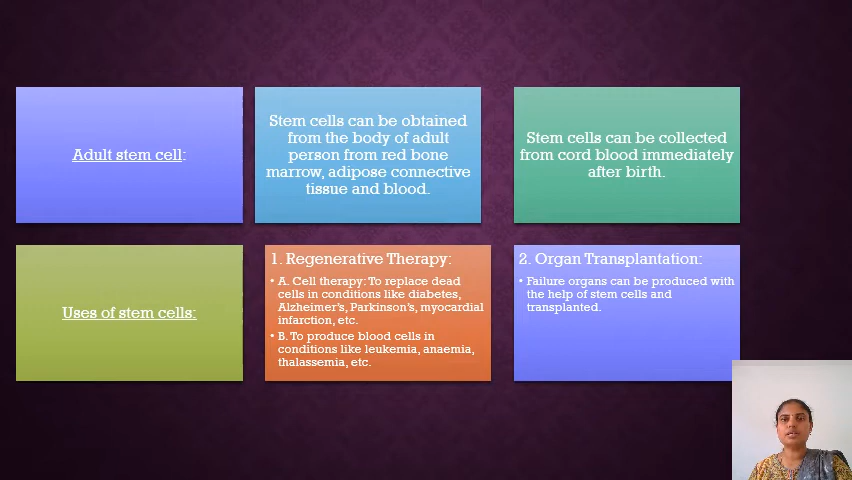 Adult stem cell:
Stem cells can be obtained
from the body of adult
person from red bone
marrow, adipose connective
tissue and blood.
Stem cells can be collected
from cord blood immediately
after birth.
Uses of stem cells:
1. Regenerative Therapy:
• A. Cell therapy: To replace dead
cells in conditions like diabetes,
Alzheimer's, Parkinson's, myocardial
infarction, etc.
• B. To produce blood cells in
conditions like leukemia, anaemia,
thalassemia, etc.
2. Organ Transplantation:
• Failure organs can be produced with
the help of stem cells and
transplanted.